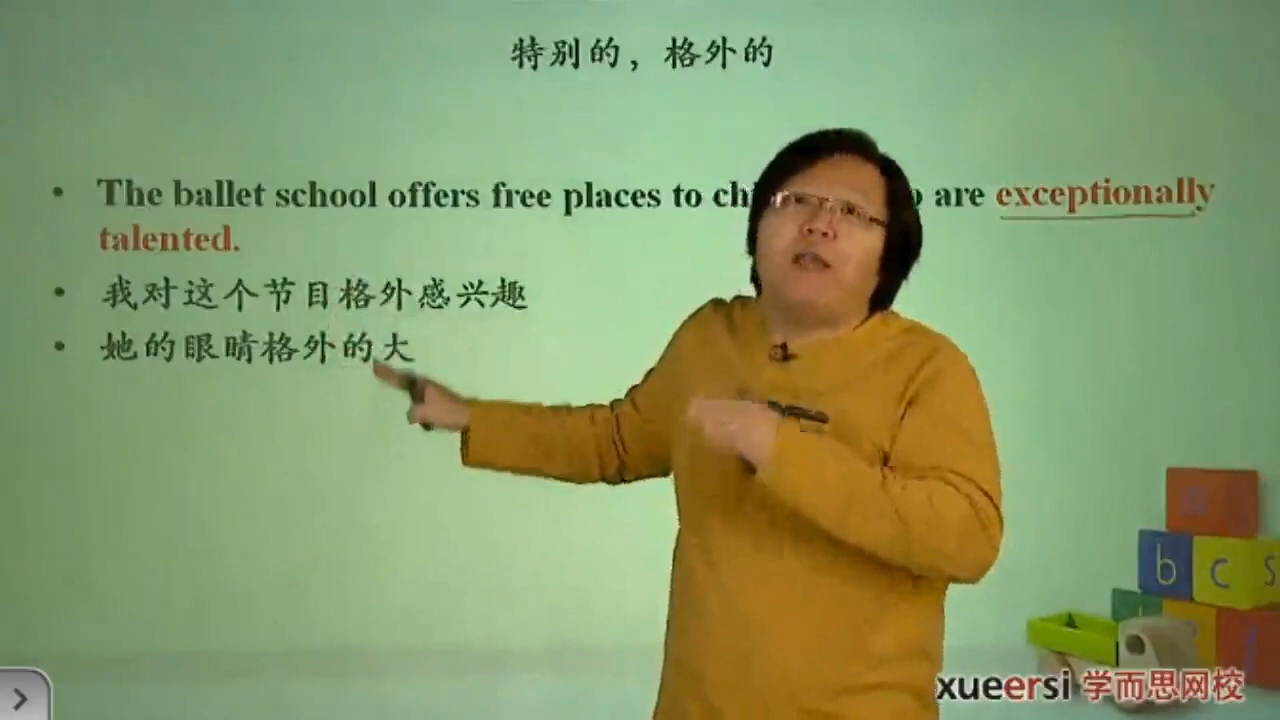 特别的，格外的
• The ballet school offers free places to ch are exceptionally
talented.
• 我对这个节目格外感兴趣
• 她的眼睛格外的大
a
b c s
xueersi 学而思网校